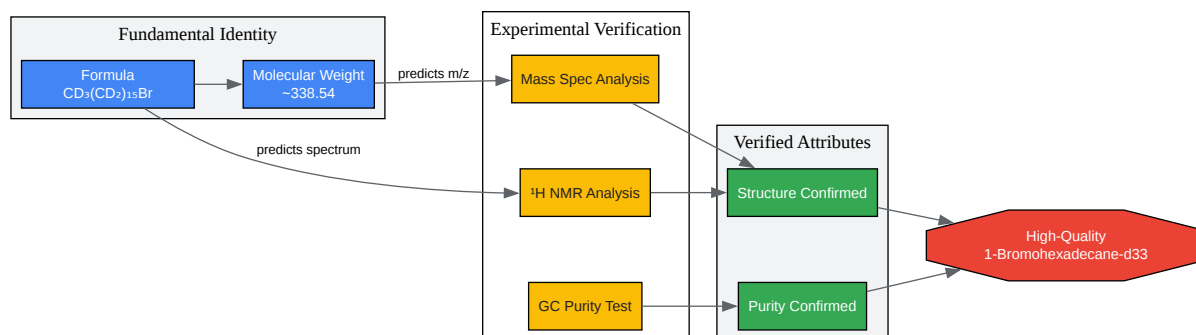 Fundamental Identity
Formula
CD₃(CD₂)₁₅Br
Molecular Weight
~338.54
predicts m/z
predicts spectrum
Experimental Verification
Mass Spec Analysis
¹H NMR Analysis
GC Purity Test
Verified Attributes
Structure Confirmed
Purity Confirmed
High-Quality
1-Bromohexadecane-d33